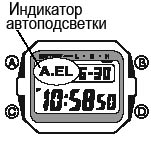 Индикатор
автоподсветки
A B
A.EL 6-30
10:58 50
C D